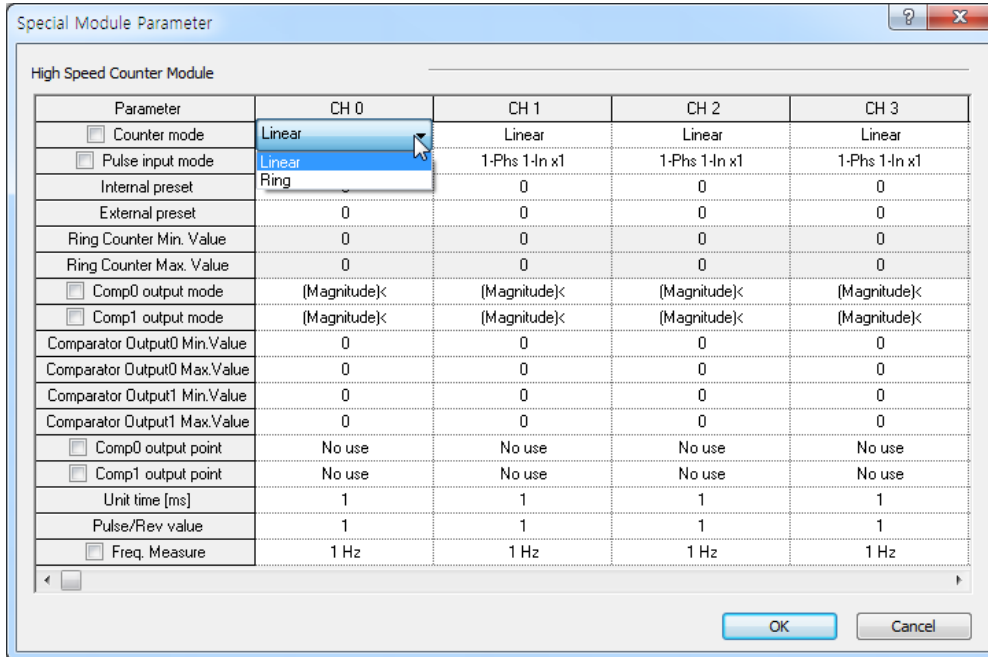 Special Module Parameter
High Speed Counter Module
Parameter CH 0 CH 1 CH 2 CH 3
Counter mode Linear Linear Linear Linear
Linear
Ring
Pulse input mode 1-Phs 1-In x1 1-Phs 1-In x1 1-Phs 1-In x1
Internal preset 0 0 0
External preset 0 0 0 0
Ring Counter Min. Value 0 0 0 0
Ring Counter Max. Value 0 0 0 0
Comp0 output mode (Magnitude)< (Magnitude)< (Magnitude)< (Magnitude)<
Comp1 output mode (Magnitude)< (Magnitude)< (Magnitude)< (Magnitude)<
Comparator Output0 Min.Value 0 0 0 0
Comparator Output0 Max.Value 0 0 0 0
Comparator Output1 Min.Value 0 0 0 0
Comparator Output1 Max.Value 0 0 0 0
Comp0 output point No use No use No use No use
Comp1 output point No use No use No use No use
Unit time [ms] 1 1 1 1
Pulse/Rev value 1 1 1 1
Freq. Measure 1 Hz 1 Hz 1 Hz 1 Hz
OK Cancel